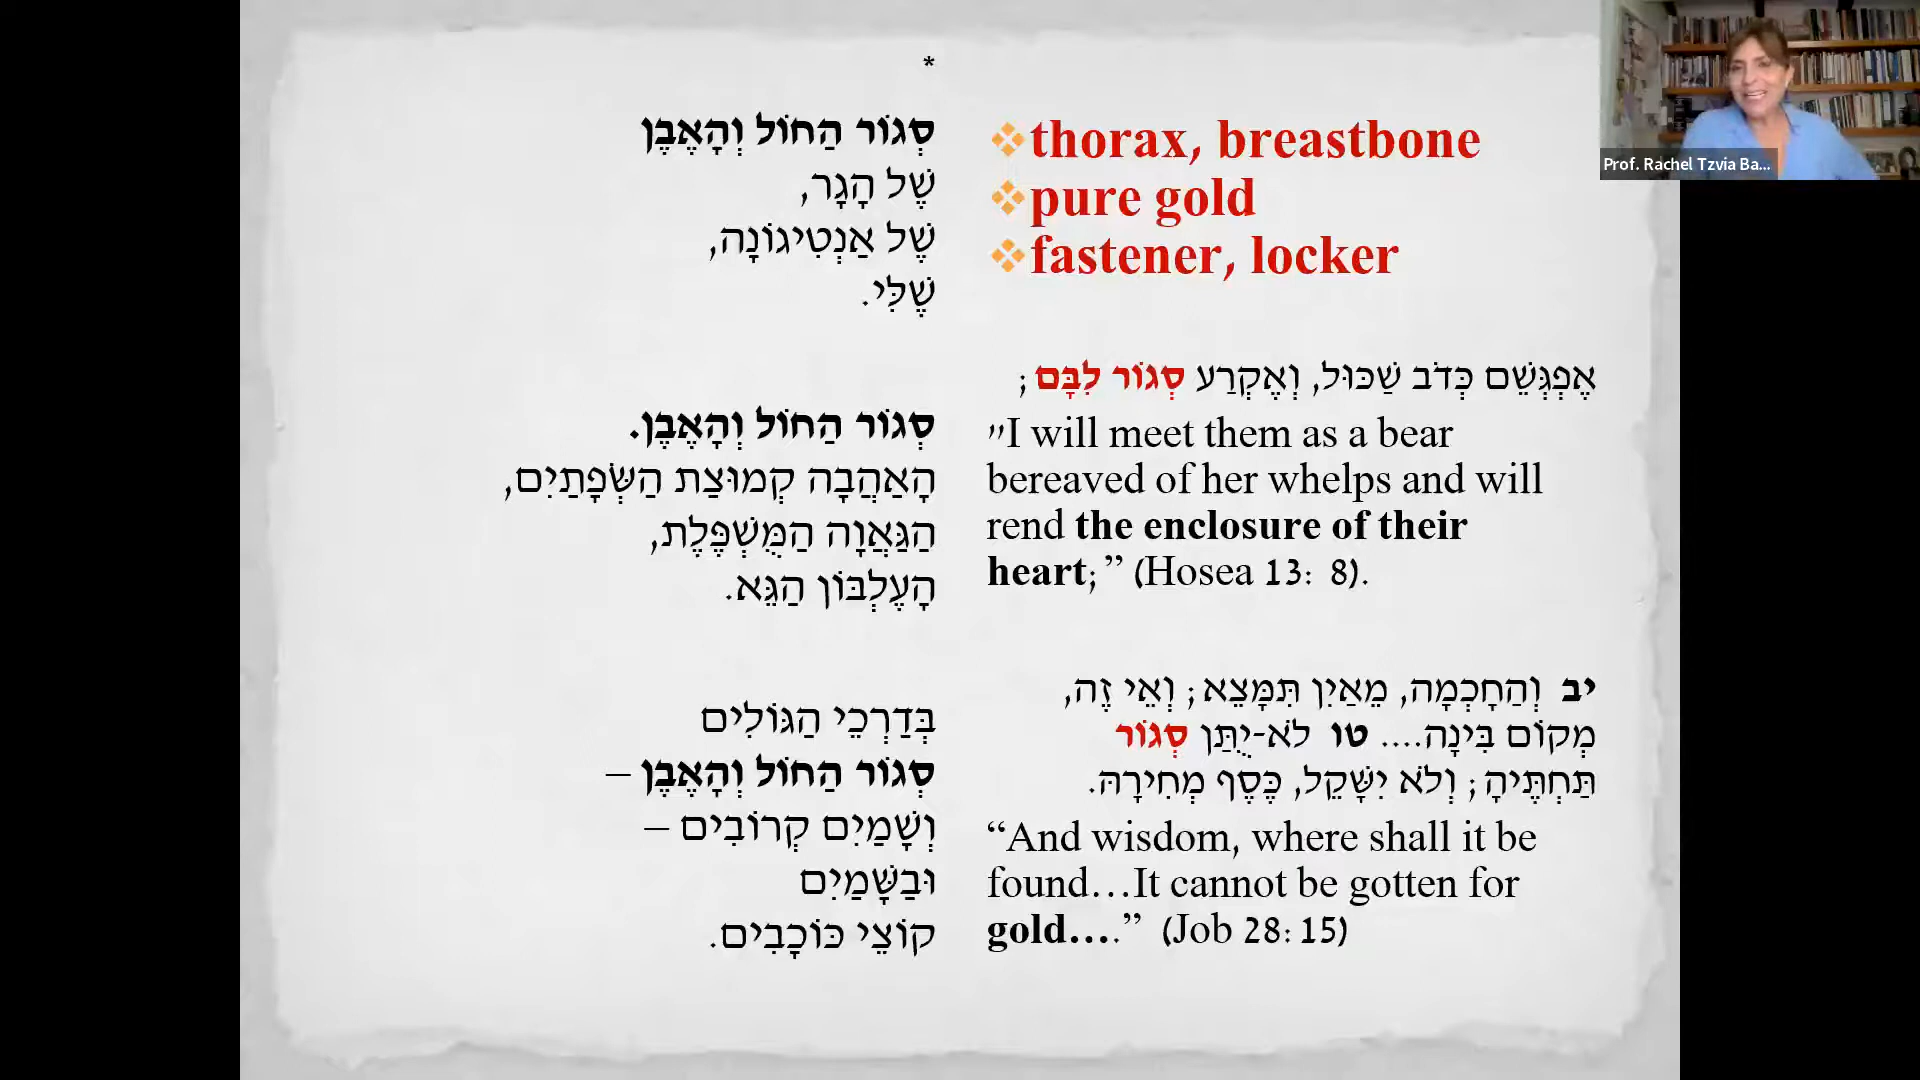 *
סְגוֹר הַחוֹל וְהָאֶבֶן
שֶׁל הָגָר,
שֶׁל אַנְטִיגוֹנָה,
שֶׁלִּי.
סְגוֹר הַחוֹל וְהָאֶבֶן.
הָאַהֲבָה קְמוּצַת הַשְּׂפָתַיִם,
הַגַּאֲוָה הַמֻּשְׁפֶּלֶת,
הָעֶלְבּוֹן הַגֵּא.
בְּדַרְכֵי הַגּוֹלִים
סְגוֹר הַחוֹל וְהָאֶבֶן –
וְשָׁמַיִם קְרוֹבִים –
וּבַשָּׁמַיִם
קוֹצֵי כּוֹכָבִים.
❖thorax, breastbone
❖pure gold
❖fastener, locker
אֶפְגְּשֵׁם כְּדֹב שַׁכּוּל, וְאֶקְרַע סְגוֹר לִבָּם ;
"I will meet them as a bear
bereaved of her whelps and will
rend the enclosure of their
heart;” (Hosea 13: 8).
יב וְהַחָכְמָה, מֵאַיִן תִּמָּצֵא ; וְאֵי זֶה,
מְקוֹם בִּינָה.... טו לֹא-יֻתַּן סְגוֹר
תַּחְתֶּיהָ ; וְלֹא יִשָּׁקֵל, כֶּסֶף מְחִירָהּ.
“And wisdom, where shall it be
found…It cannot be gotten for
gold….” (Job 28:15)
Prof. Rachel Tzvia Ba...